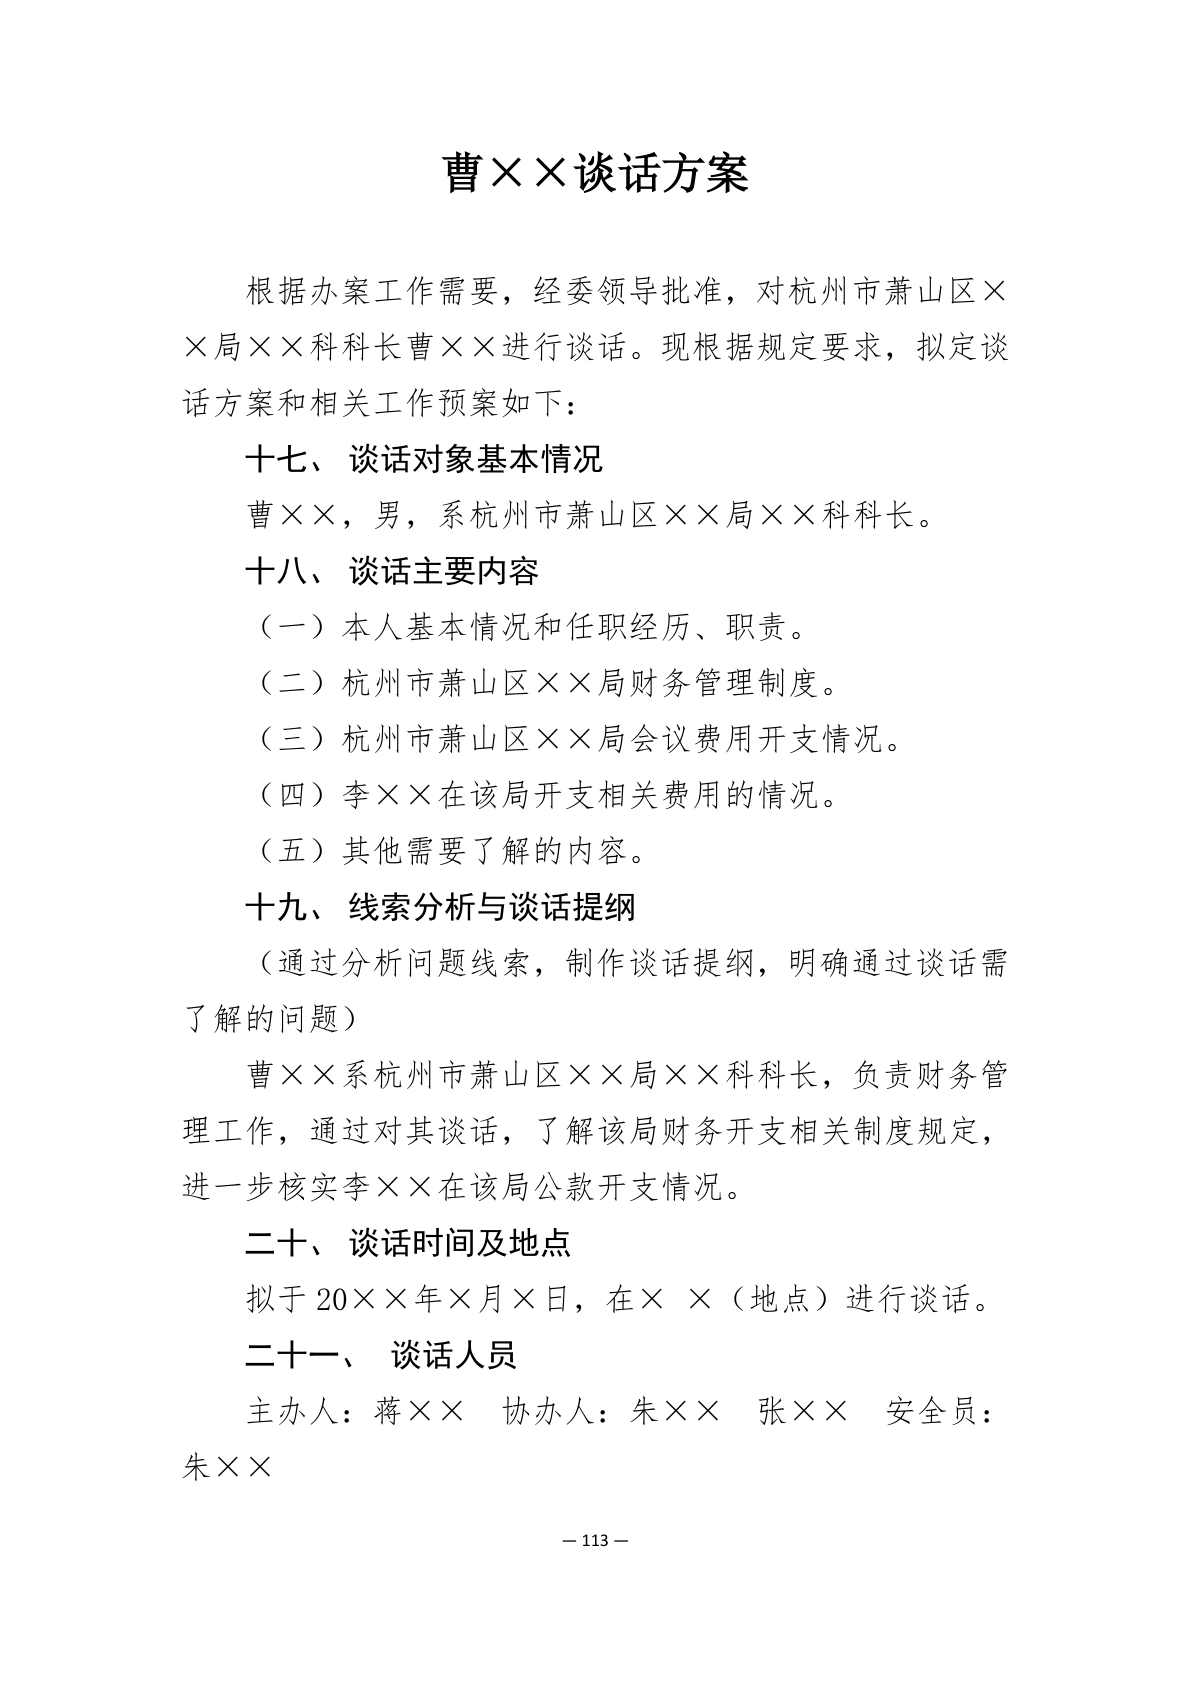 曹××谈话方案
根据办案工作需要，经委领导批准，对杭州市萧山区×
×局××科科长曹××进行谈话。现根据规定要求，拟定谈
话方案和相关工作预案如下：
十七、 谈话对象基本情况
曹××，男，系杭州市萧山区××局××科科长。
十八、 谈话主要内容
（一）本人基本情况和任职经历、职责。
（二）杭州市萧山区××局财务管理制度。
（三）杭州市萧山区××局会议费用开支情况。
（四）李××在该局开支相关费用的情况。
（五）其他需要了解的内容。
十九、 线索分析与谈话提纲
（通过分析问题线索，制作谈话提纲，明确通过谈话需
了解的问题）
曹××系杭州市萧山区××局××科科长，负责财务管
理工作，通过对其谈话，了解该局财务开支相关制度规定，
进一步核实李××在该局公款开支情况。
二十、 谈话时间及地点
拟于 20××年×月×日，在× ×（地点）进行谈话。
二十一、 谈话人员
主办人：蒋×× 协办人：朱×× 张×× 安全员：
朱××
— 113 —